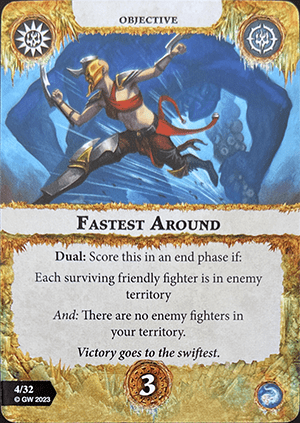 OBJECTIVE
FASTEST AROUND
Dual: Score this in an end phase if:
Each surviving friendly fighter is in enemy
territory
And: There are no enemy fighters in
your territory.
Victory goes to the swiftest.
4/32
© GW 2023
3